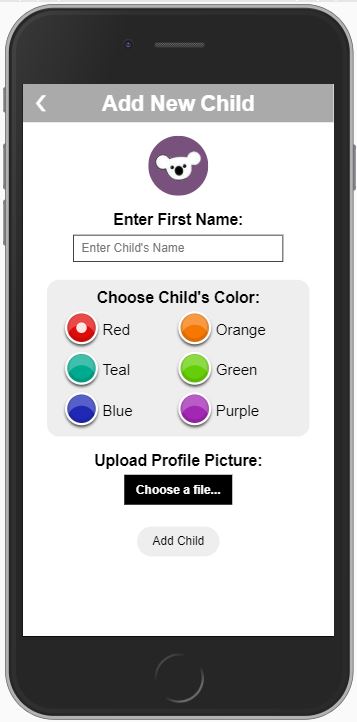 Add New Child
Enter First Name:
Enter Child's Name
Choose Child's Color:
Red Orange
Teal Green
Blue Purple
Upload Profile Picture:
Choose a file...
Add Child